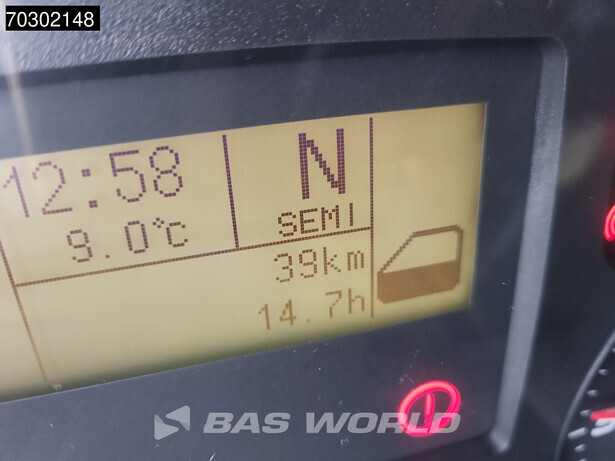 70302148
12:58
N
9.0°c
SEMI
39km
14.7h
BAS WORLD